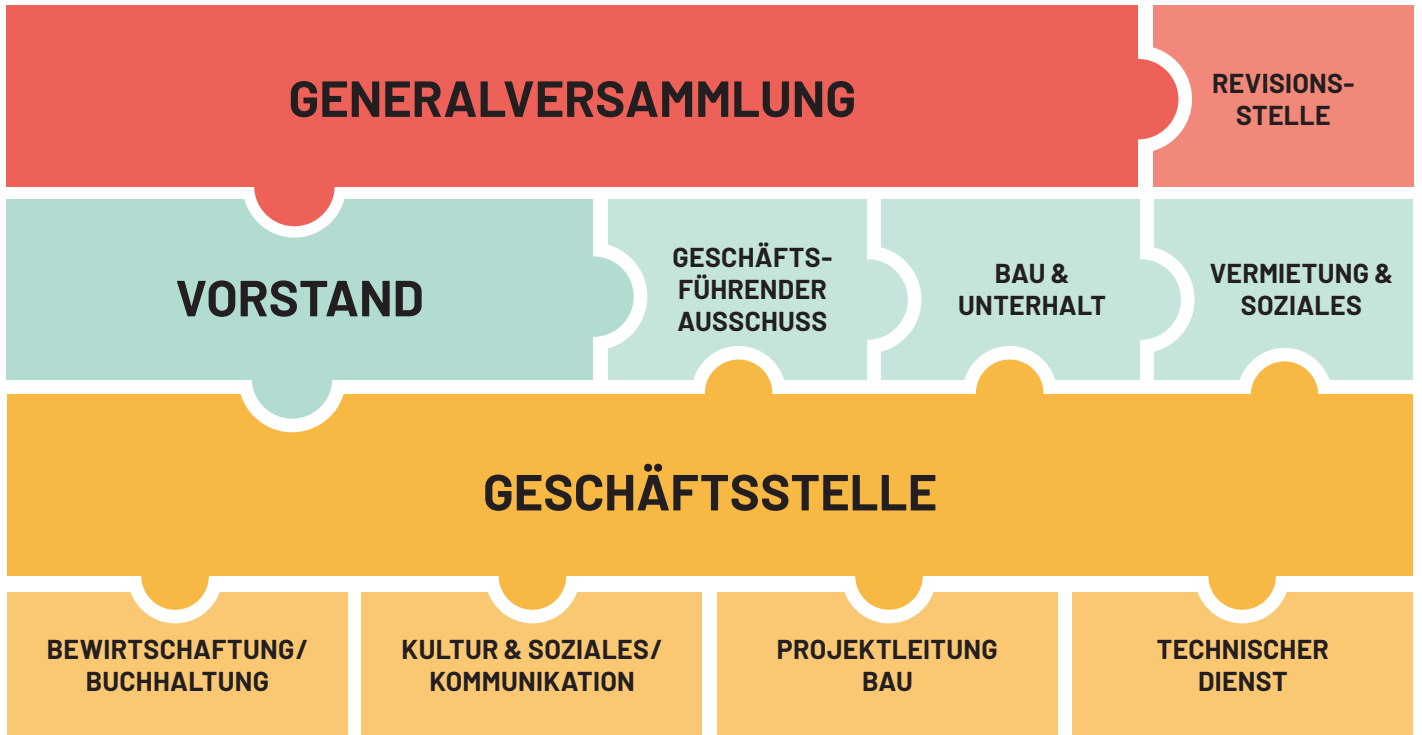 GENERALVERSAMMLUNG
REVISIONS-
STELLE
VORSTAND
GESCHÄFTS-
FÜHRENDER
AUSSCHUSS
BAU &
UNTERHALT
VERMIETUNG &
SOZIALES
GESCHÄFTSSTELLE
BEWIRTSCHAFTUNG/
BUCHHALTUNG
KULTUR & SOZIALES/
KOMMUNIKATION
PROJEKTLEITUNG
BAU
TECHNISCHER
DIENST